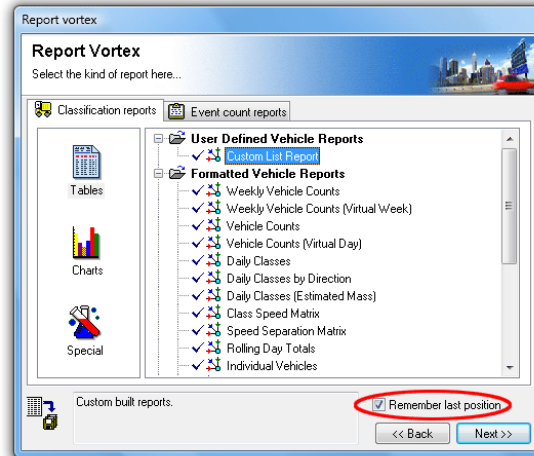 Report vortex
Report Vortex
Select the kind of report here...
Classification reports
Event count reports
Tables
Charts
Special
User Defined Vehicle Reports
Custom List Report
Formatted Vehicle Reports
Weekly Vehicle Counts
Weekly Vehicle Counts (Virtual Week)
Vehicle Counts
Vehicle Counts (Virtual Day)
Daily Classes
Daily Classes by Direction
Daily Classes (Estimated Mass)
Class Speed Matrix
Speed Separation Matrix
Rolling Day Totals
Individual Vehicles
Custom built reports.
Remember last position
<< Back
Next >>